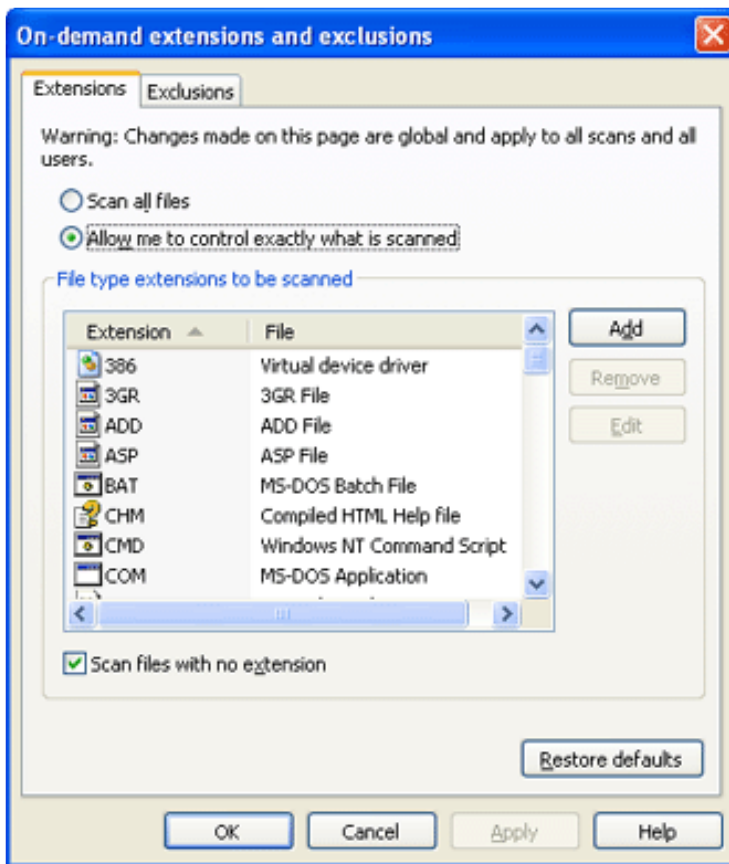 On-demand extensions and exclusions
Extensions Exclusions
Warning: Changes made on this page are global and apply to all scans and all
users.
Scan all files
Allow me to control exactly what is scanned
File type extensions to be scanned
Extension File
386 Virtual device driver
3GR 3GR File
ADD ADD File
ASP ASP File
BAT MS-DOS Batch File
CHM Compiled HTML Help file
CMD Windows NT Command Script
COM MS-DOS Application
Add
Remove
Edit
Scan files with no extension
Restore defaults
OK Cancel Apply Help